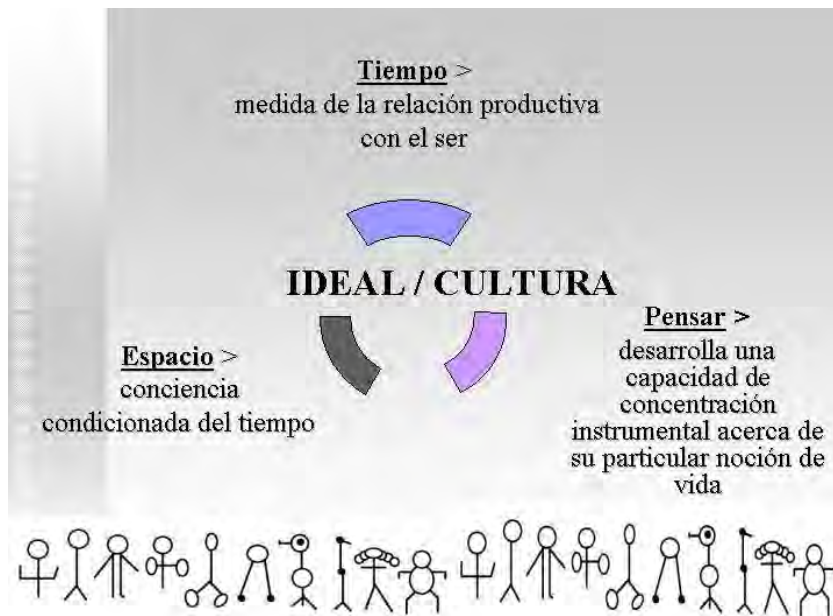 Tiempo >
medida de la relación productiva
con el ser
IDEAL / CULTURA
Espacio >
conciencia
condicionada del tiempo
Pensar >
desarrolla una
capacidad de
concentración
instrumental acerca de
su particular noción de
vida